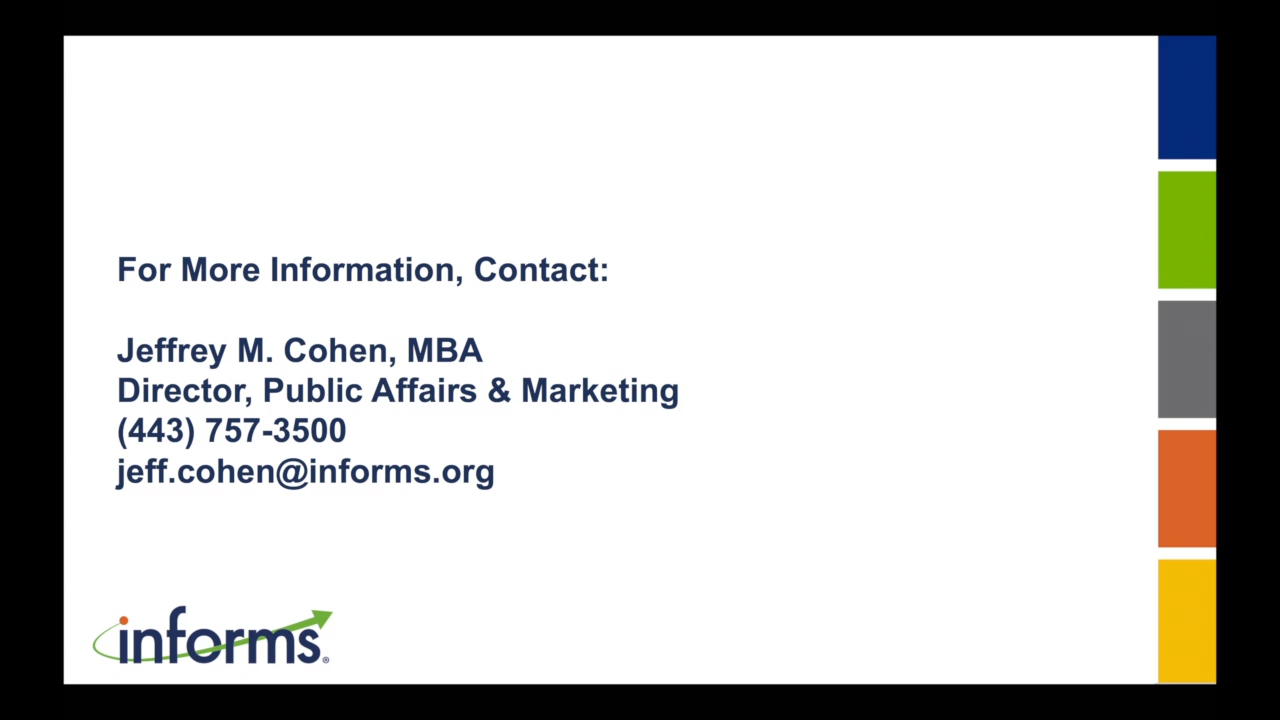 For More Information, Contact:
Jeffrey M. Cohen, MBA
Director, Public Affairs & Marketing
(443) 757-3500
jeff.cohen@informs.org
informs®